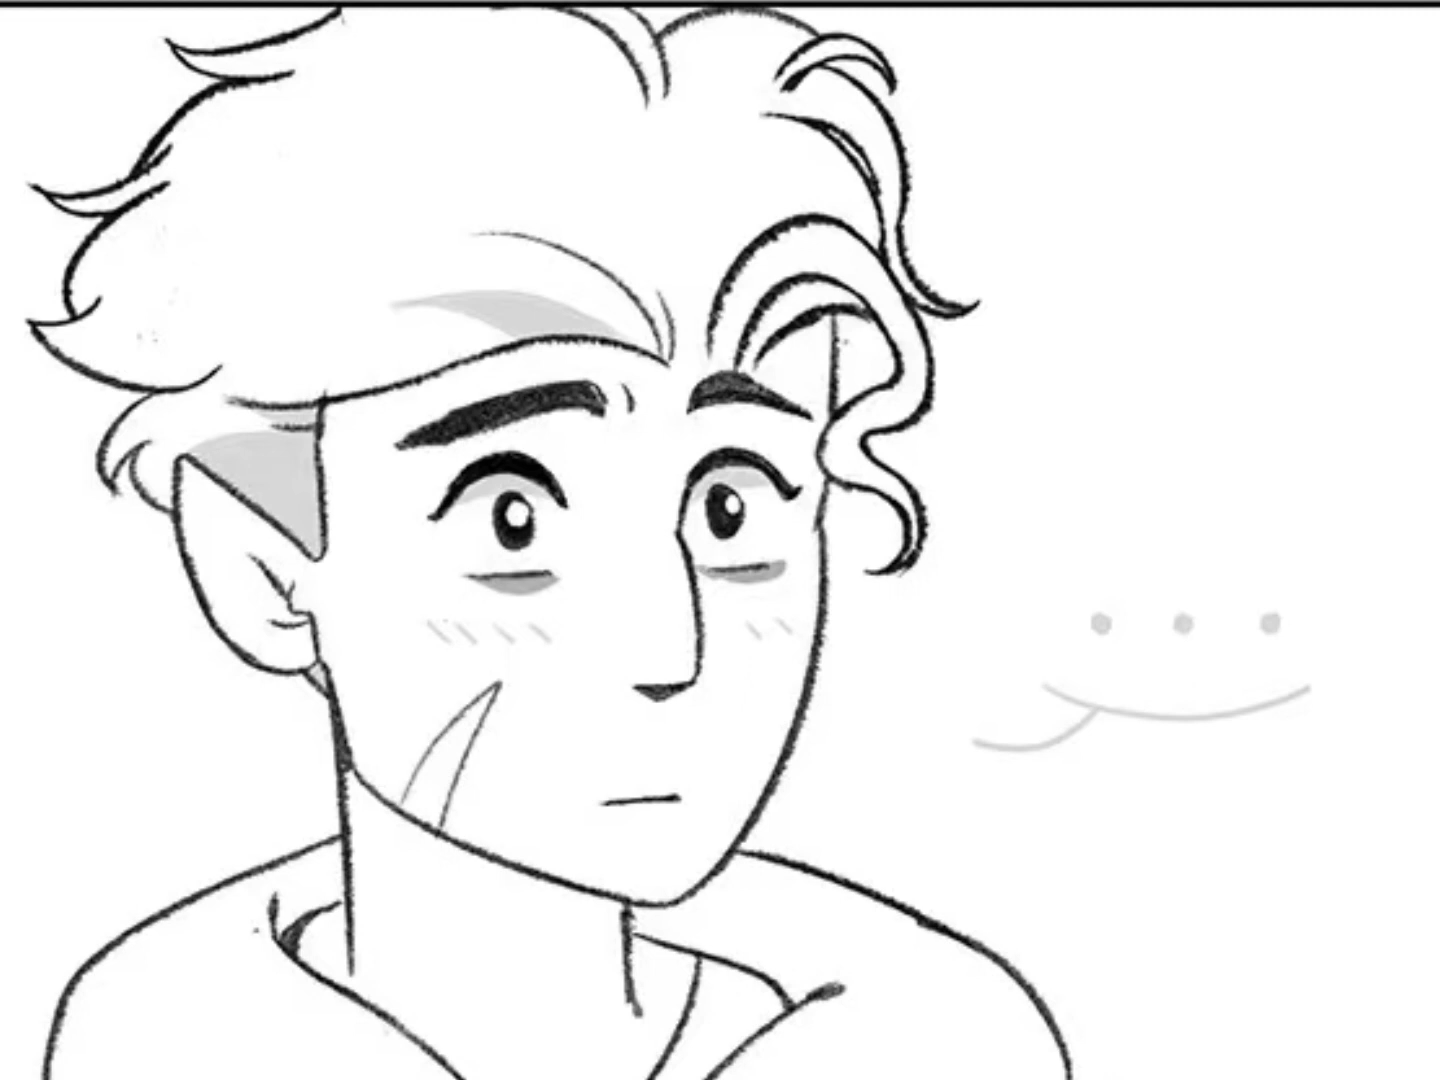 . . .